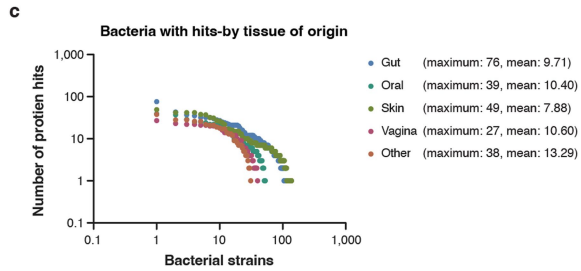 c
Bacteria with hits-by tissue of origin
Number of protien hits
1,000
100
10
1
0.1
0.1 1 10 100 1,000
Bacterial strains
Gut (maximum: 76, mean: 9.71)
Oral (maximum: 39, mean: 10.40)
Skin (maximum: 49, mean: 7.88)
Vagina (maximum: 27, mean: 10.60)
Other (maximum: 38, mean: 13.29)